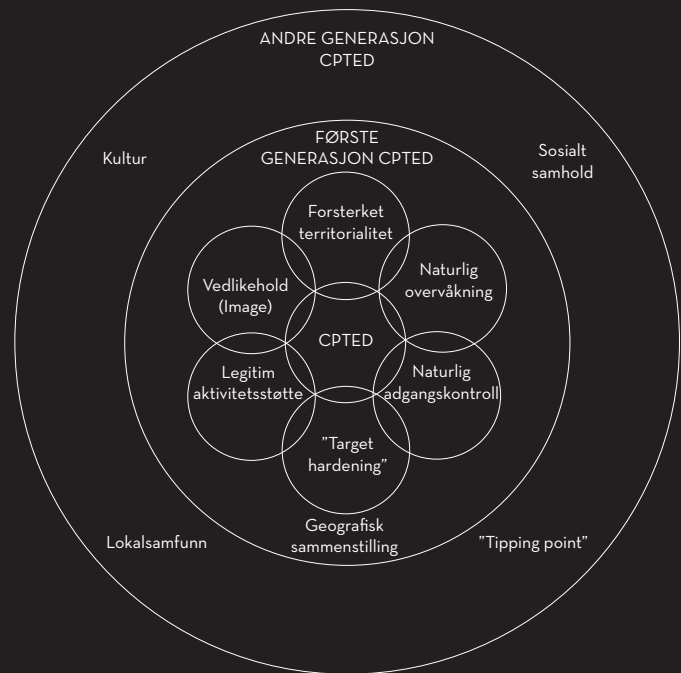 ANDRE GENERASJON
CPTED
Kultur
Sosialt
samhold
FØRSTE
GENERASJON CPTED
Forsterket
territorialitet
Vedlikehold
(Image)
Naturlig
overvåkning
CPTED
Legitim
aktivitetsstøtte
Naturlig
adgangskontroll
”Target
hardening”
Geografisk
sammenstilling
Lokalsamfunn
”Tipping point”